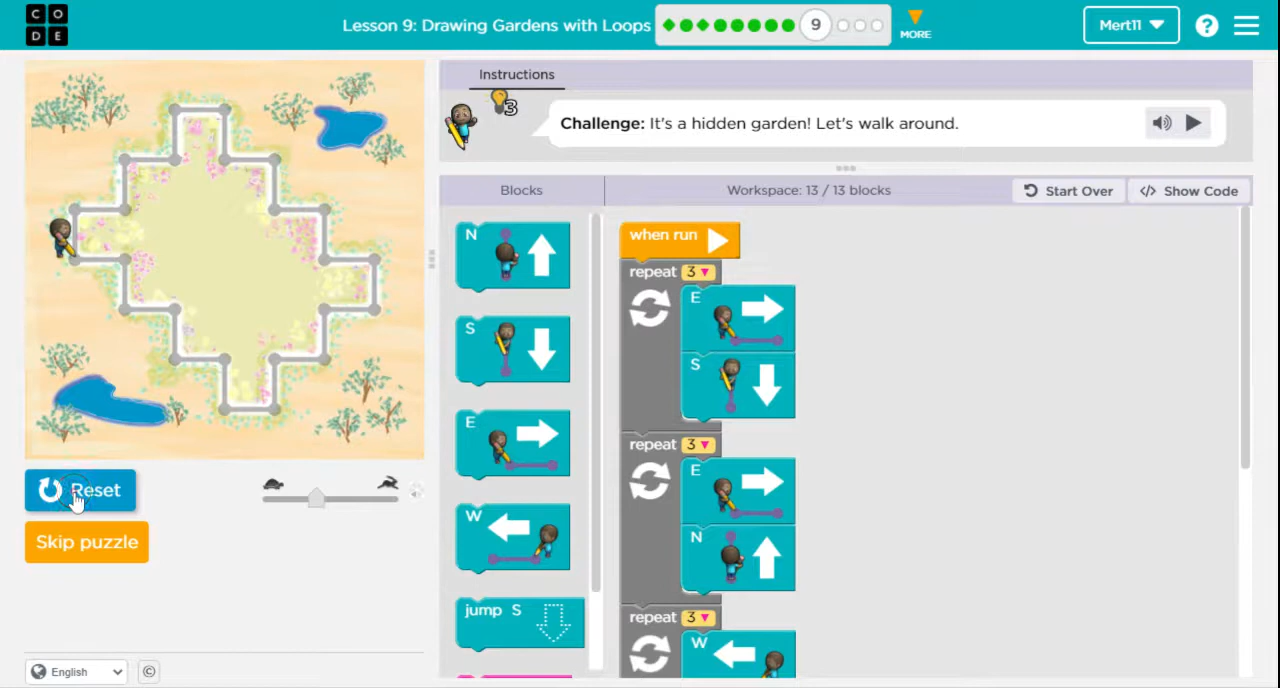 C O
D E
Lesson 9: Drawing Gardens with Loops
9
MORE
Mert11
?
Instructions
3
Challenge: It's a hidden garden! Let's walk around.
Blocks
Workspace: 13 / 13 blocks
Start Over
</> Show Code
N
S
E
W
jump S
when run
repeat 3
E
S
repeat 3
E
N
repeat 3
W
Reset
Skip puzzle
English
©